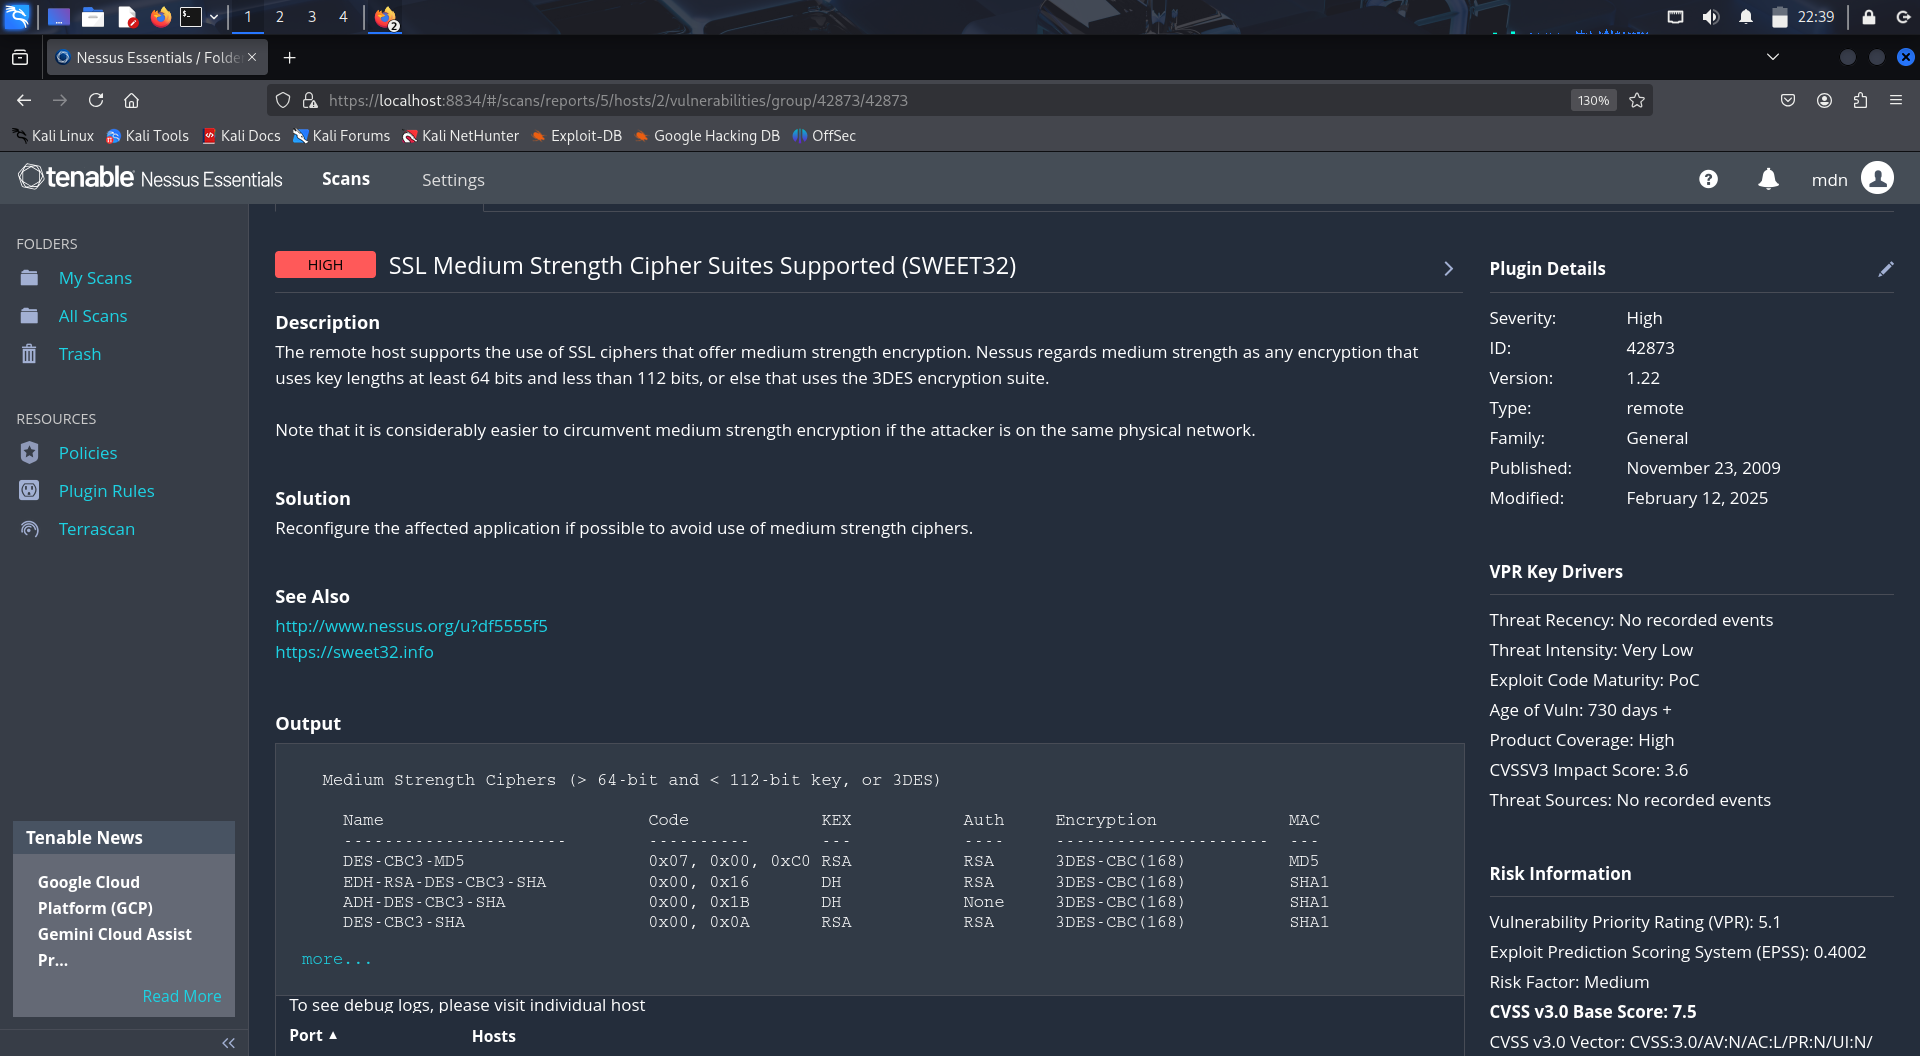 1 2 3 4 2 22:39
Nessus Essentials / Folde
https://localhost:8834/#/scans/reports/5/hosts/2/vulnerabilities/group/42873/42873 130%
Kali Linux Kali Tools Kali Docs Kali Forums Kali NetHunter Exploit-DB Google Hacking DB OffSec
tenable Nessus Essentials Scans Settings mdn
FOLDERS
My Scans
All Scans
Trash
RESOURCES
Policies
Plugin Rules
Terrascan
Tenable News
Google Cloud
Platform (GCP)
Gemini Cloud Assist
Pr...
Read More
HIGH SSL Medium Strength Cipher Suites Supported (SWEET32)
Description
The remote host supports the use of SSL ciphers that offer medium strength encryption. Nessus regards medium strength as any encryption that
uses key lengths at least 64 bits and less than 112 bits, or else that uses the 3DES encryption suite.
Note that it is considerably easier to circumvent medium strength encryption if the attacker is on the same physical network.
Solution
Reconfigure the affected application if possible to avoid use of medium strength ciphers.
See Also
http://www.nessus.org/u?df5555f5
https://sweet32.info
Output
Medium Strength Ciphers (> 64-bit and < 112-bit key, or 3DES)
Name Code KEX Auth Encryption MAC
---------------------- ---------- --- ---- --------------------- ---
DES-CBC3-MD5 0x07, 0x00, 0xC0 RSA RSA 3DES-CBC(168) MD5
EDH-RSA-DES-CBC3-SHA 0x00, 0x16 DH RSA 3DES-CBC(168) SHA1
ADH-DES-CBC3-SHA 0x00, 0x1B DH None 3DES-CBC(168) SHA1
DES-CBC3-SHA 0x00, 0x0A RSA RSA 3DES-CBC(168) SHA1
more...
To see debug logs, please visit individual host
Port ▲ Hosts
Plugin Details
Severity: High
ID: 42873
Version: 1.22
Type: remote
Family: General
Published: November 23, 2009
Modified: February 12, 2025
VPR Key Drivers
Threat Recency: No recorded events
Threat Intensity: Very Low
Exploit Code Maturity: PoC
Age of Vuln: 730 days +
Product Coverage: High
CVSSV3 Impact Score: 3.6
Threat Sources: No recorded events
Risk Information
Vulnerability Priority Rating (VPR): 5.1
Exploit Prediction Scoring System (EPSS): 0.4002
Risk Factor: Medium
CVSS v3.0 Base Score: 7.5
CVSS v3.0 Vector: CVSS:3.0/AV:N/AC:L/PR:N/UI:N/